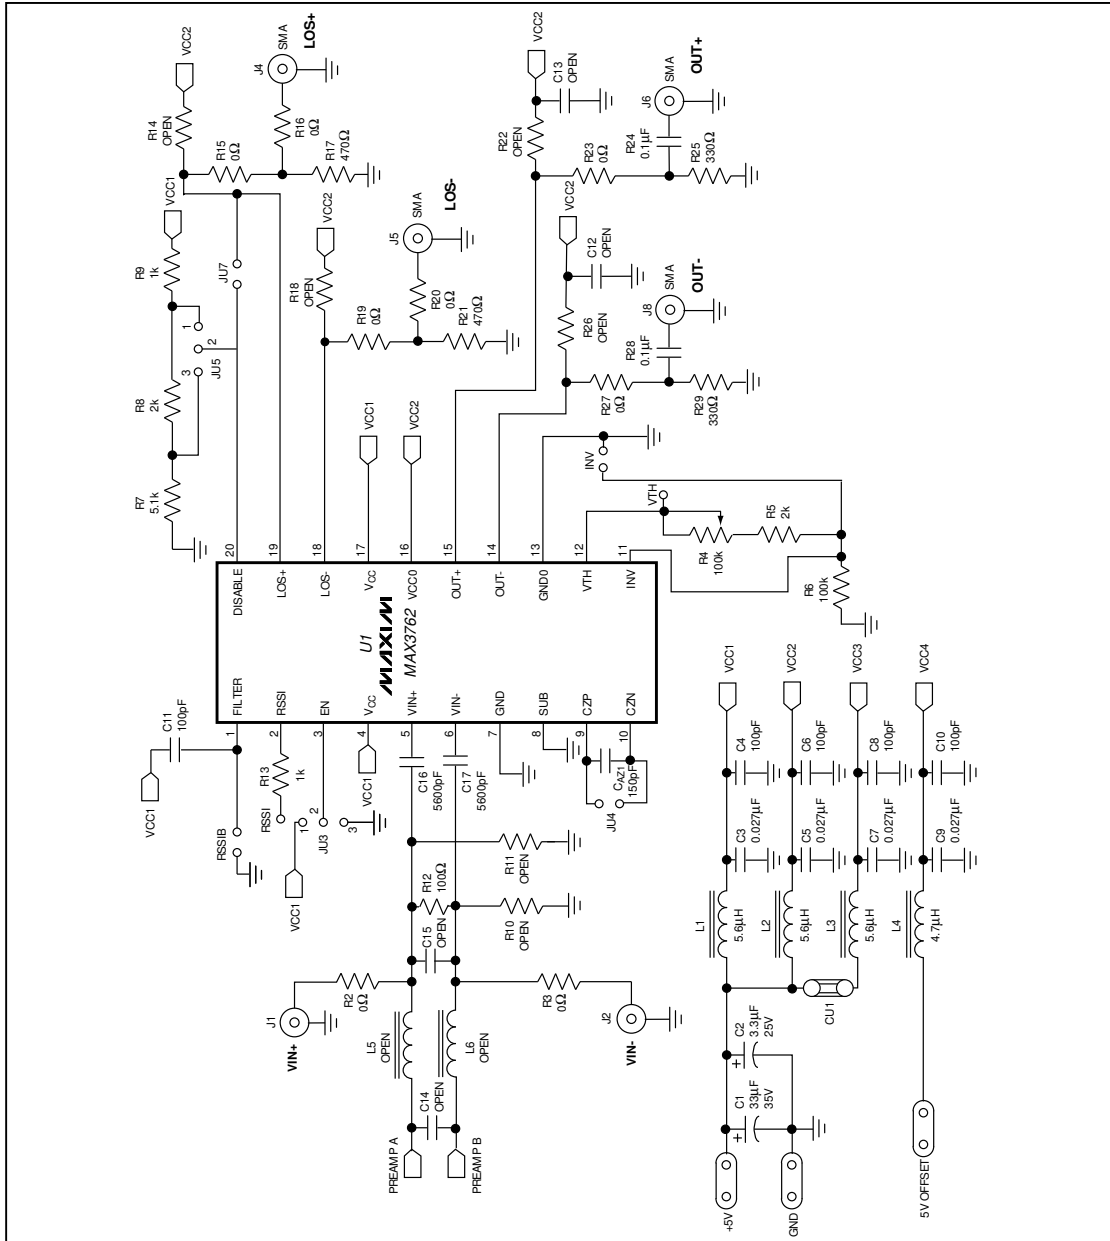 VCC2
R14
OPEN
R15
0Ω
J4
SMA
LOS+
R16
0Ω
R17
470Ω
VCC1
R9
1k
R8
2k
R7
5.1k
1
2
3
JU5
JU7
VCC2
R18
OPEN
R19
0Ω
J5
SMA
LOS-
R20
0Ω
R21
470Ω
VCC1
VCC2
VCC2
C13
OPEN
R22
OPEN
R23
0Ω
J6
SMA
OUT+
R24
0.1µF
R25
330Ω
VCC2
C12
OPEN
R26
OPEN
R27
0Ω
J8
SMA
OUT-
R28
0.1µF
R29
330Ω
INV
VTH
R4
100k
R5
2k
R6
100k
20
19
18
17
16
15
14
13
12
11
DISABLE
LOS+
LOS-
VCC
VCC0
OUT+
OUT-
GND0
VTH
INV
U1
MAXIM
MAX3762
FILTER
RSSI
EN
VCC
VIN+
VIN-
GND
SUB
CZP
CZN
1
2
3
4
5
6
7
8
9
10
C11
100pF
VCC1
RSSIB
R13
1k
RSSI
VCC1
1
2
3
JU3
VCC1
C16
5600pF
C17
5600pF
CAZ1
150pF
JU4
R11
OPEN
R12
100Ω
R10
OPEN
C15
OPEN
R2
0Ω
R3
0Ω
J1
VIN+
J2
VIN-
L5
OPEN
L6
OPEN
C14
OPEN
PREAMP A
PREAMP B
VCC1
VCC2
VCC3
VCC4
C4
100pF
C6
100pF
C8
100pF
C10
100pF
C3
0.027µF
C5
0.027µF
C7
0.027µF
C9
0.027µF
L1
5.6µH
L2
5.6µH
L3
5.6µH
L4
4.7µH
CU1
C2
3.3µF
25V
+
C1
33µF
35V
+
+5V
GND
5V OFFSET